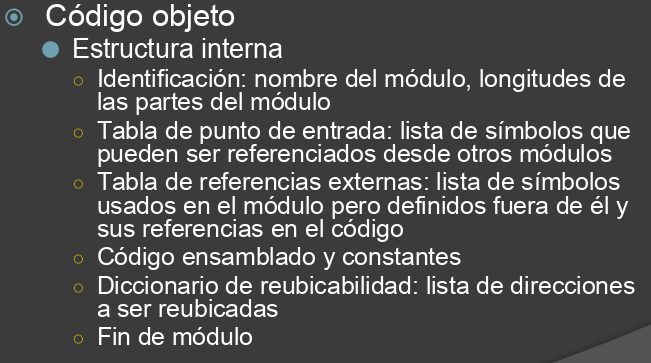 Código objeto
Estructura interna
Identificación: nombre del módulo, longitudes de
las partes del módulo
Tabla de punto de entrada: lista de símbolos que
pueden ser referenciados desde otros módulos
Tabla de referencias externas: lista de símbolos
usados en el módulo pero definidos fuera de él y
sus referencias en el código
Código ensamblado y constantes
Diccionario de reubicabilidad: lista de direcciones
a ser reubicadas
Fin de módulo